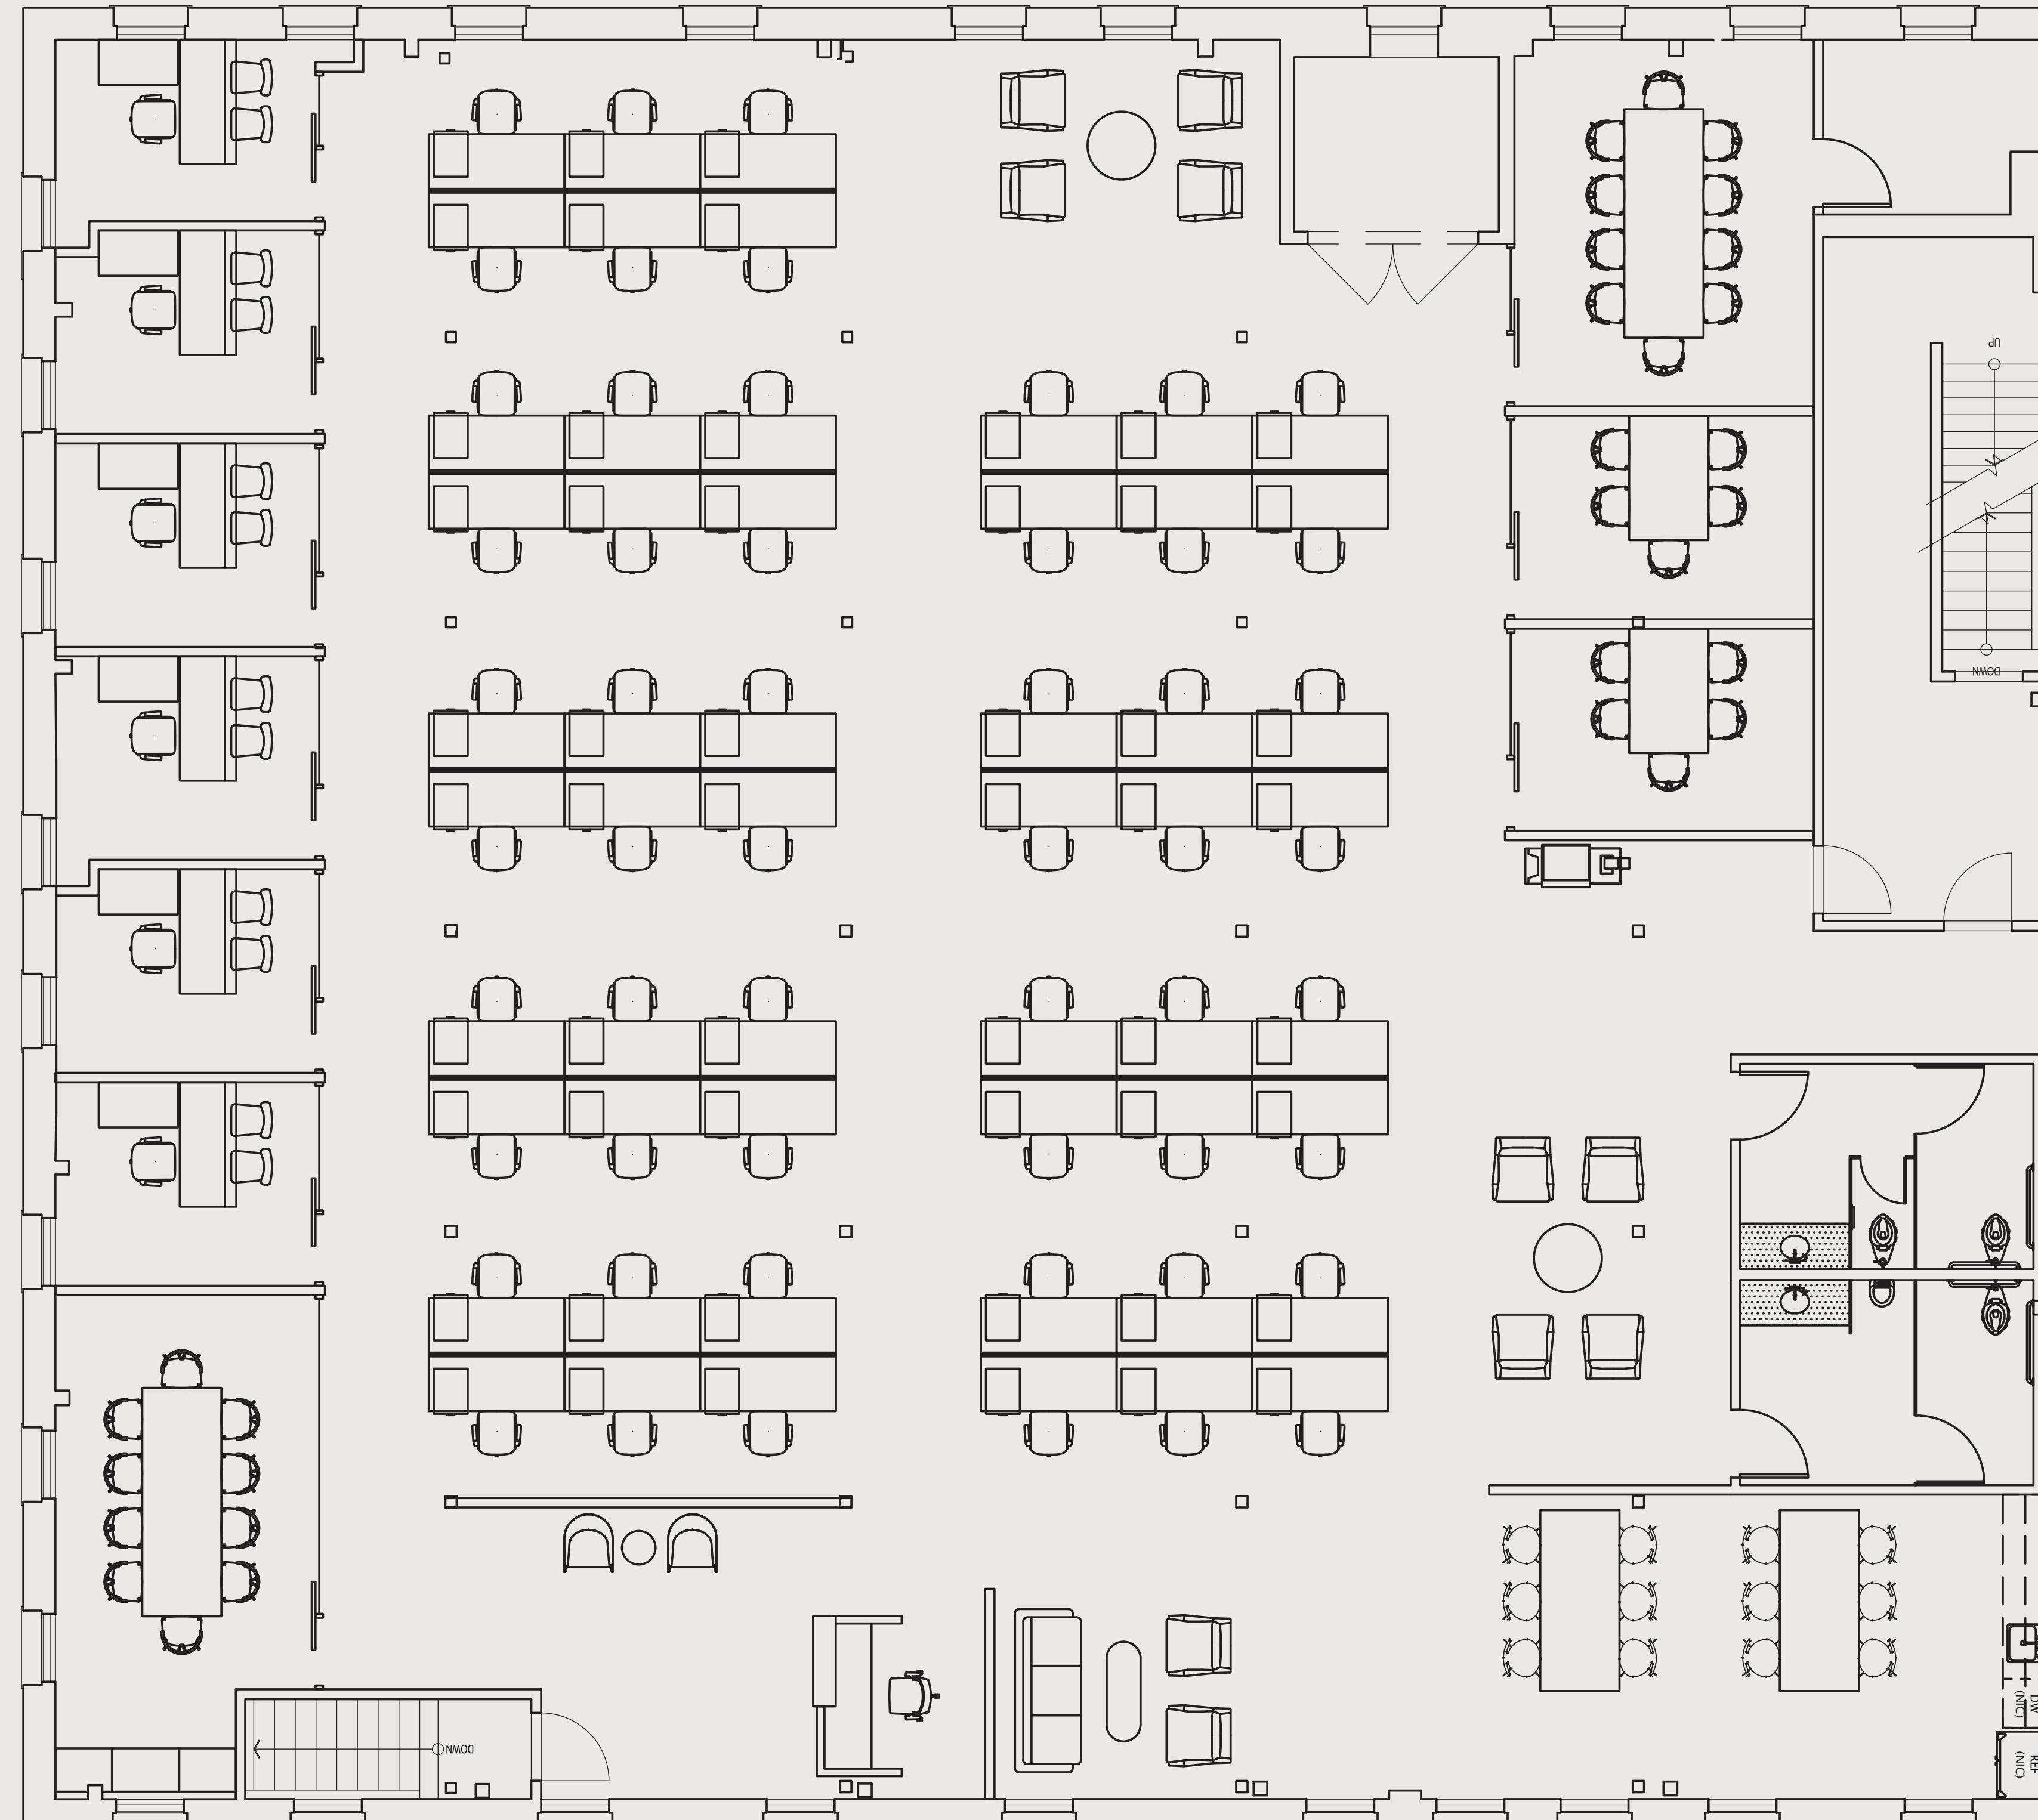 UP
DOWN
DOWN
DW
(NIC)
REF
(NIC)